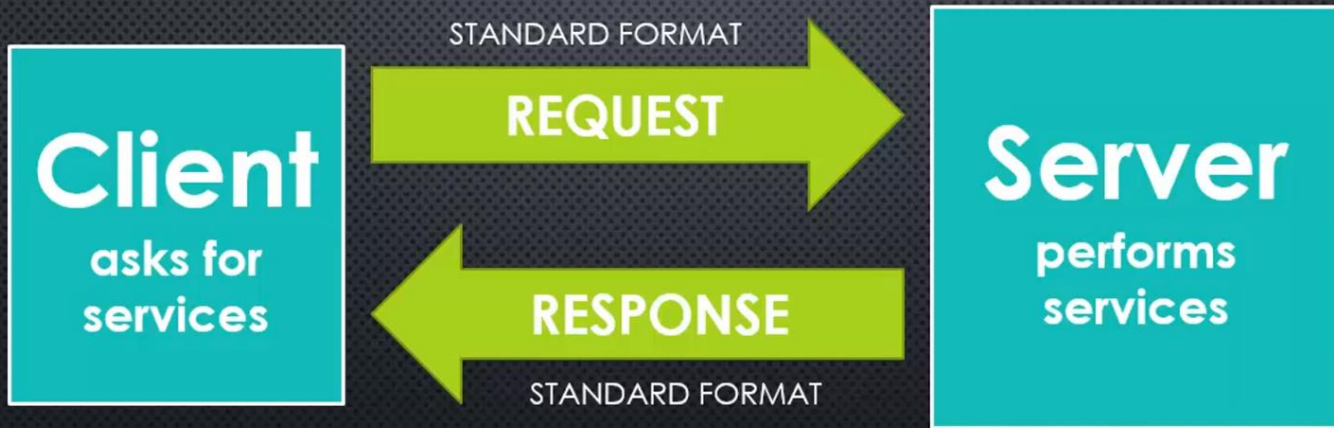 Client
asks for
services
STANDARD FORMAT
REQUEST
RESPONSE
STANDARD FORMAT
Server
performs
services